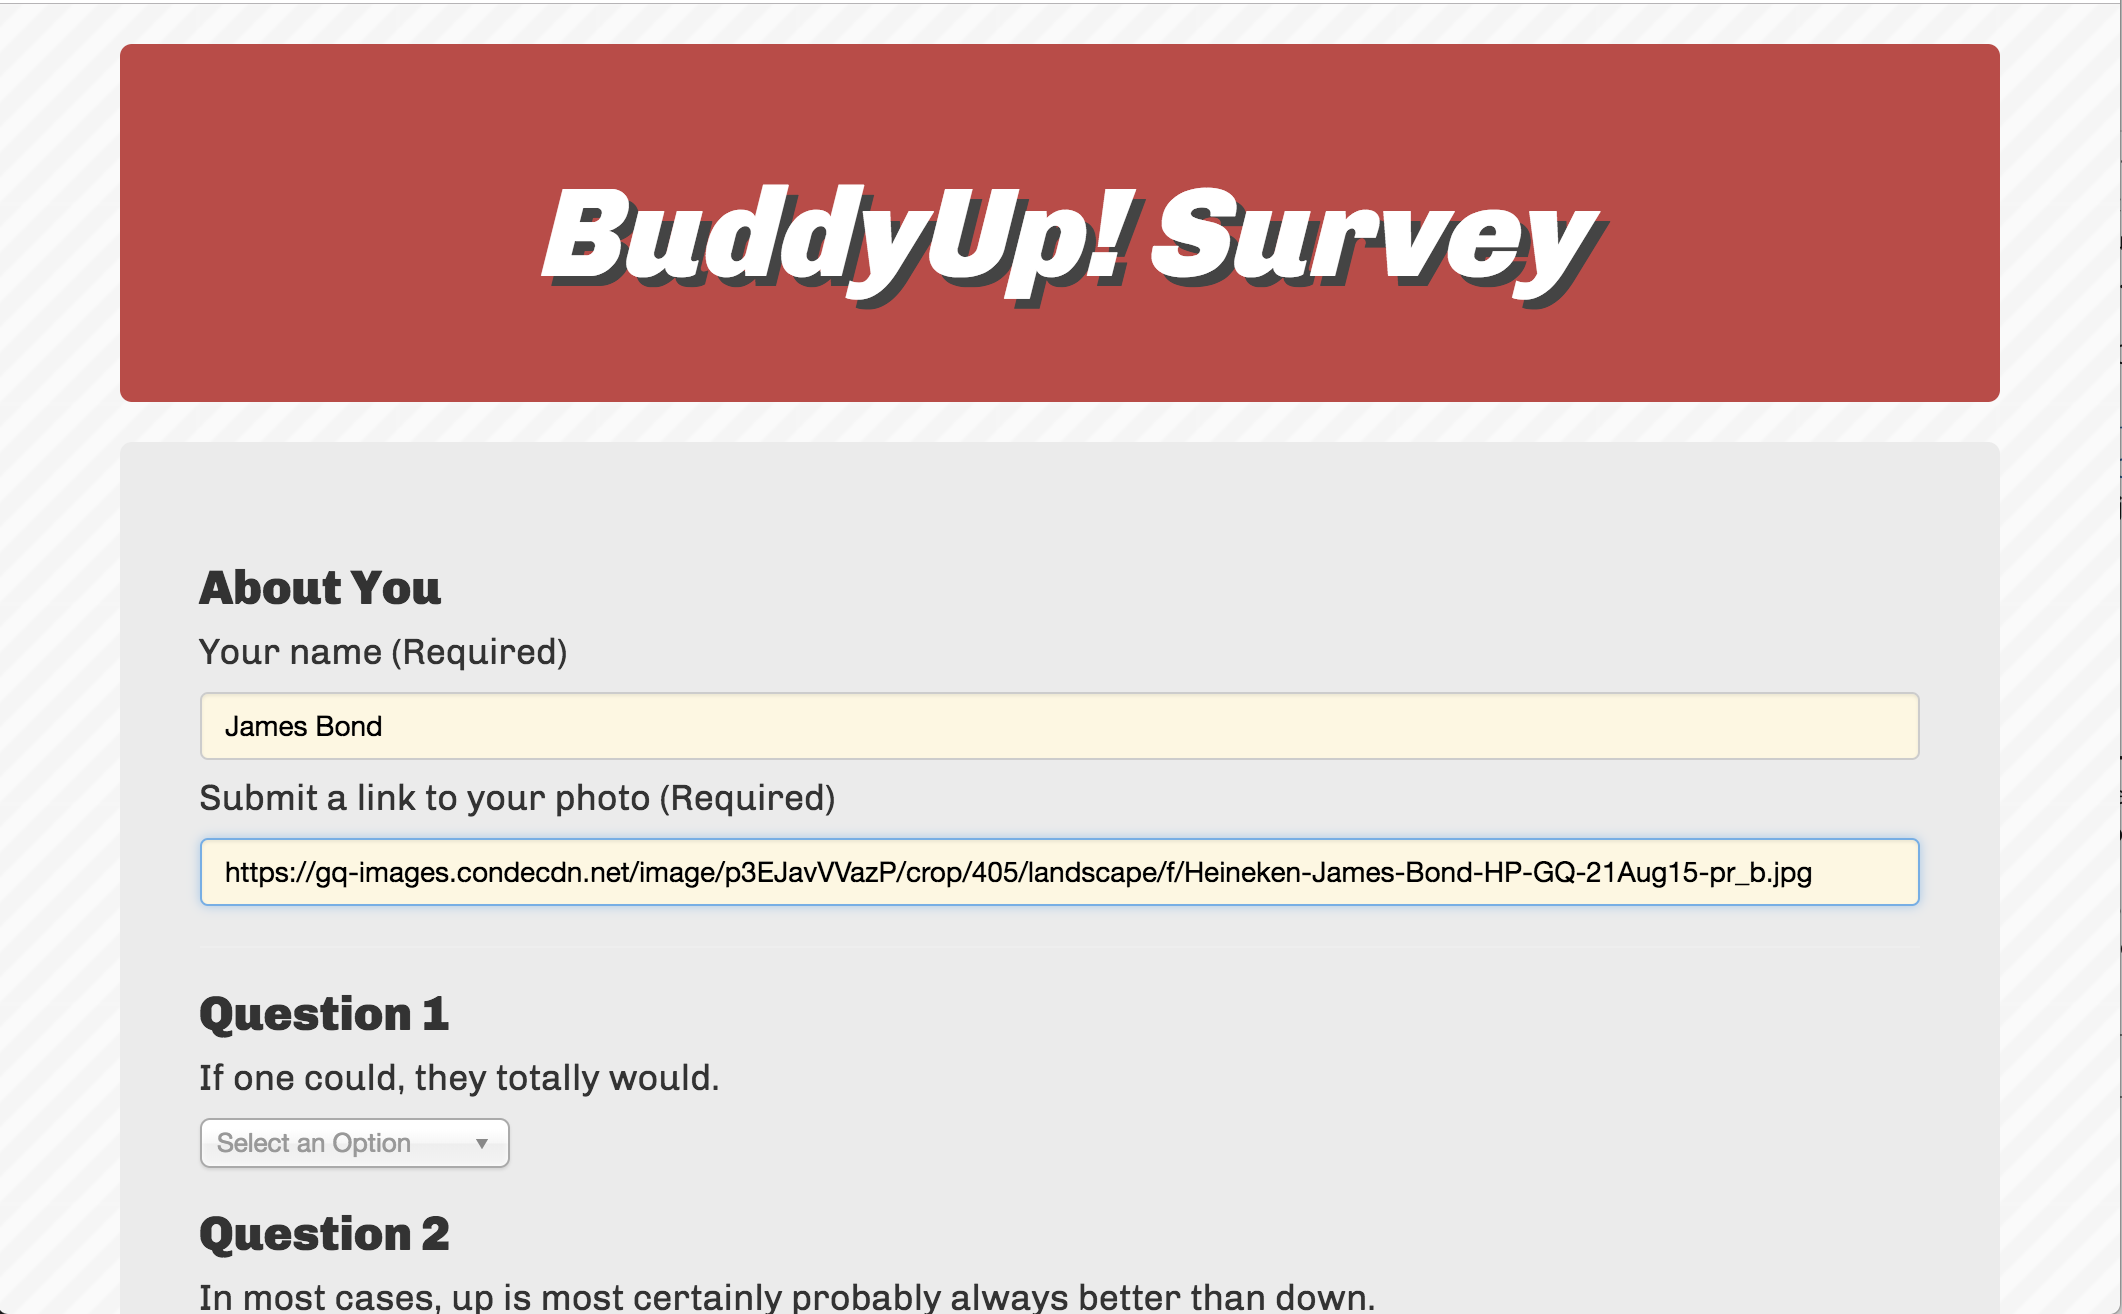 BuddyUp! Survey
About You
Your name (Required)
James Bond
Submit a link to your photo (Required)
https://gq-images.condecdn.net/image/p3EJavVVazP/crop/405/landscape/f/Heineken-James-Bond-HP-GQ-21Aug15-pr_b.jpg
Question 1
If one could, they totally would.
Select an Option
Question 2
In most cases, up is most certainly probably always better than down.